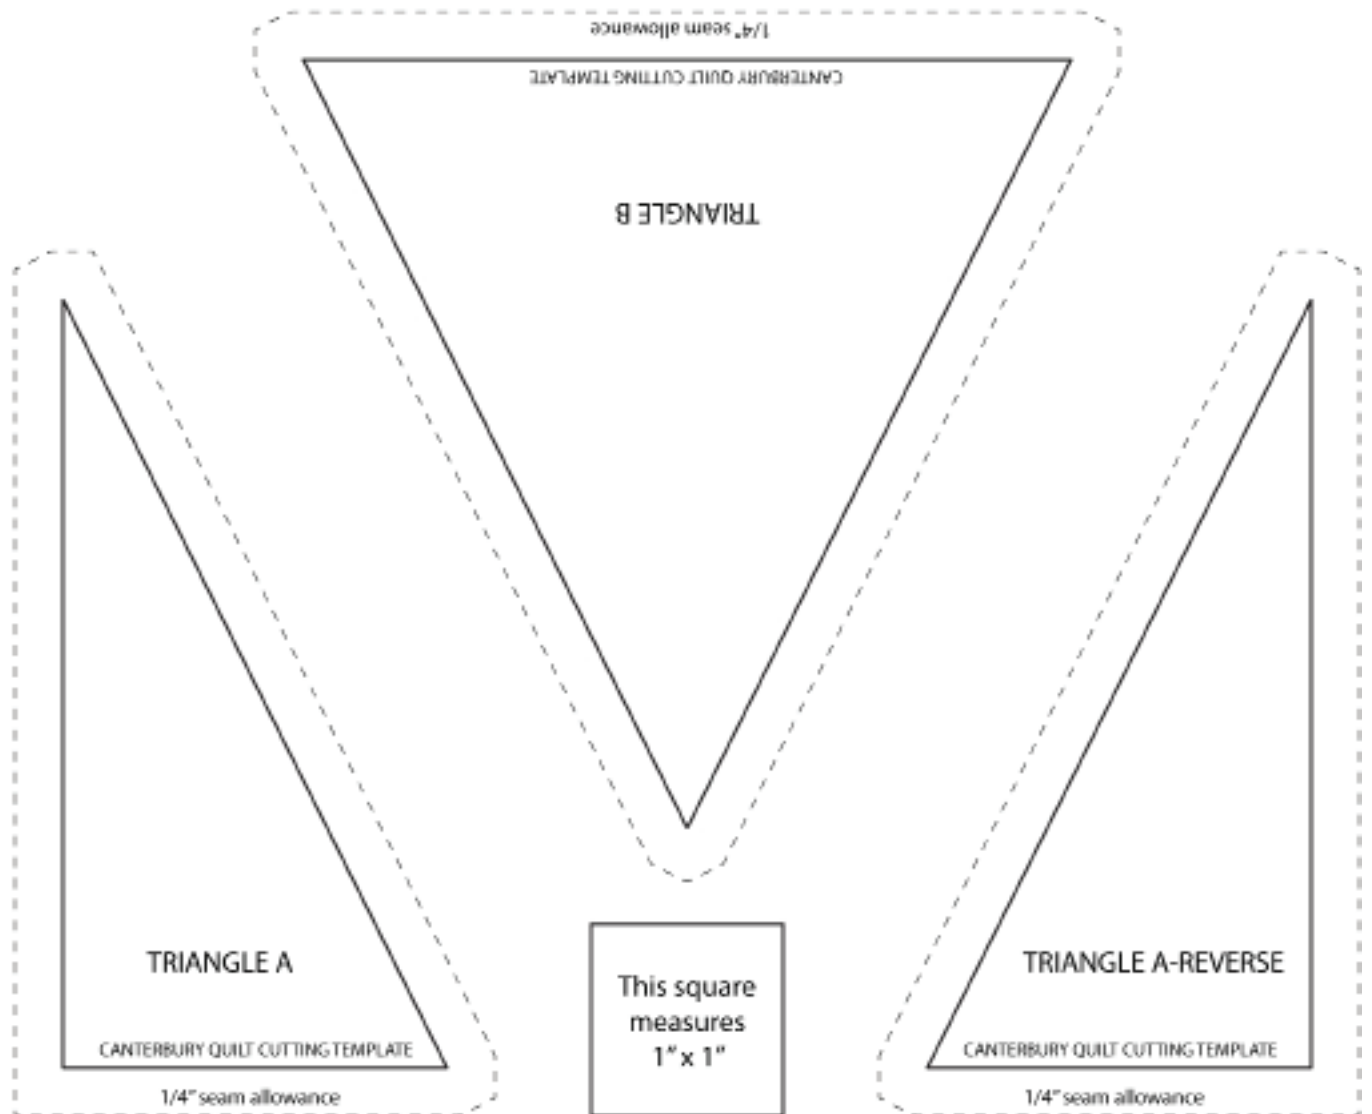 1/4" seam allowance
CANTERBURY QUILT CUTTING TEMPLATE
TRIANGLE B
TRIANGLE A
CANTERBURY QUILT CUTTING TEMPLATE
1/4" seam allowance
This square
measures
1" x 1"
TRIANGLE A-REVERSE
CANTERBURY QUILT CUTTING TEMPLATE
1/4" seam allowance